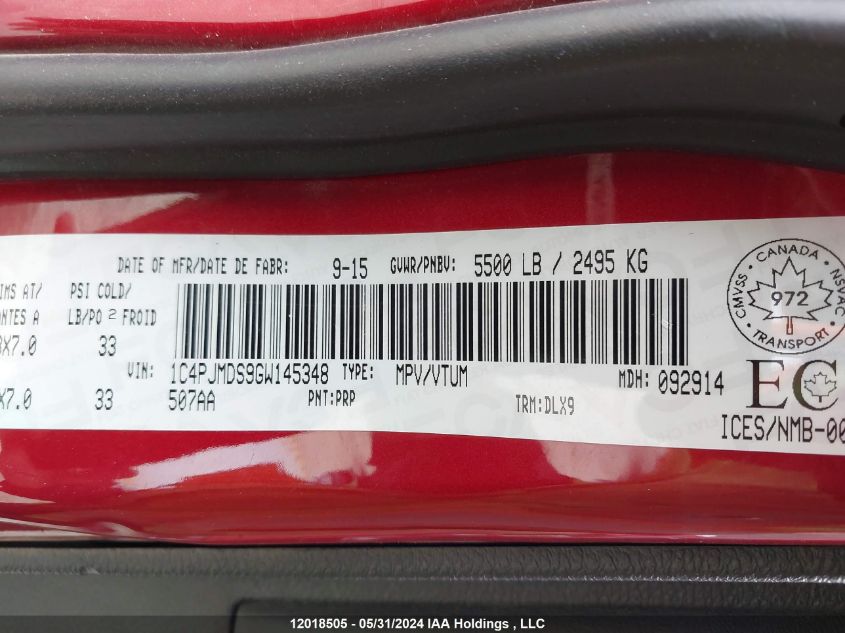 DATE OF MFR/DATE DE FABR: 9-15 GVWR/PNBV: 5500 LB / 2495 KG
IMS AT/ PSI COLD/
NTES A LB/PO 2 FROID
X7.0 33
VIN: 1C4PJMDS9GW145348 TYPE: MPV/VTUM MDH: 092914
X7.0 33 507AA PNT:PRP TRM:DLX9
CANADA
CMVSS NSVAC
972
TRANSPORT
EC
ICES/NMB-00
12018505 - 05/31/2024 IAA Holdings , LLC